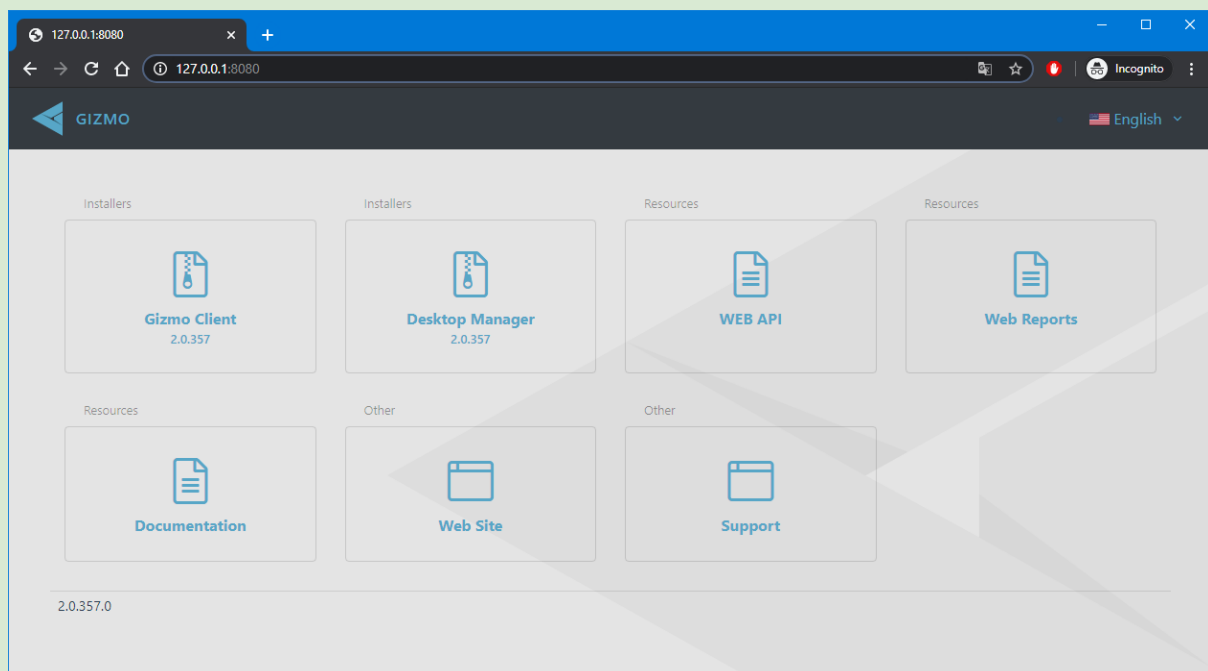 127.0.0.1:8080
127.0.0.1:8080
Incognito
GIZMO
English
Installers
Installers
Resources
Resources
Gizmo Client
2.0.357
Desktop Manager
2.0.357
WEB API
Web Reports
Resources
Other
Other
Documentation
Web Site
Support
2.0.357.0